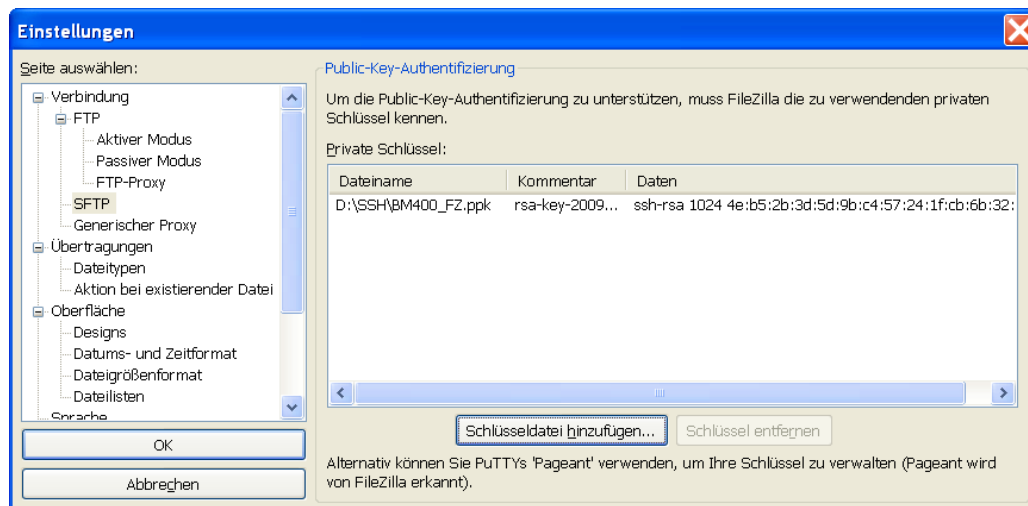 Einstellungen
Seite auswählen:
Verbindung
FTP
Aktiver Modus
Passiver Modus
FTP-Proxy
SFTP
Generischer Proxy
Übertragungen
Dateitypen
Aktion bei existierender Datei
Oberfläche
Designs
Datums- und Zeitformat
Dateigrößenformat
Dateilisten
Sprache
OK
Abbrechen
Public-Key-Authentifizierung
Um die Public-Key-Authentifizierung zu unterstützen, muss FileZilla die zu verwendenden privaten
Schlüssel kennen.
Private Schlüssel:
Dateiname Kommentar Daten
D:\SSH\BM400_FZ.ppk rsa-key-2009... ssh-rsa 1024 4e:b5:2b:3d:5d:9b:c4:57:24:1f:cb:6b:32:
Schlüsseldatei hinzufügen... Schlüssel entfernen
Alternativ können Sie PuTTYs 'Pageant' verwenden, um Ihre Schlüssel zu verwalten (Pageant wird
von FileZilla erkannt).